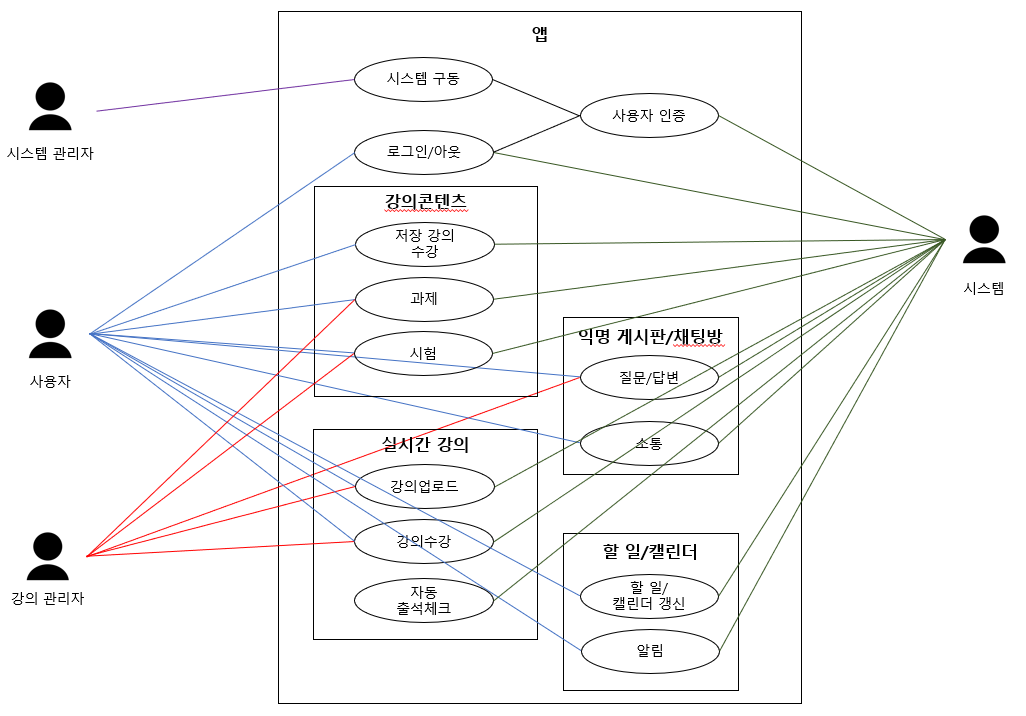 앱
시스템 구동
사용자 인증
시스템 관리자
로그인/아웃
강의콘텐츠
저장 강의
수강
과제
시험
시스템
익명 게시판/채팅방
질문/답변
소통
사용자
실시간 강의
강의업로드
강의수강
자동
출석체크
강의 관리자
할 일/캘린더
할 일/
캘린더 갱신
알림